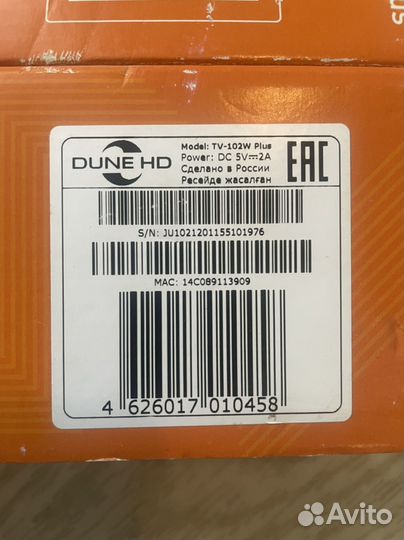 us
DUNE HD
Model: TV-102W Plus
Power: DC 5V⎓2A
Сделано в России
Ресейде жасалған
EAC
S/N: JU1021201155101976
MAC: 14C089113909
4 626017 010458
Avito